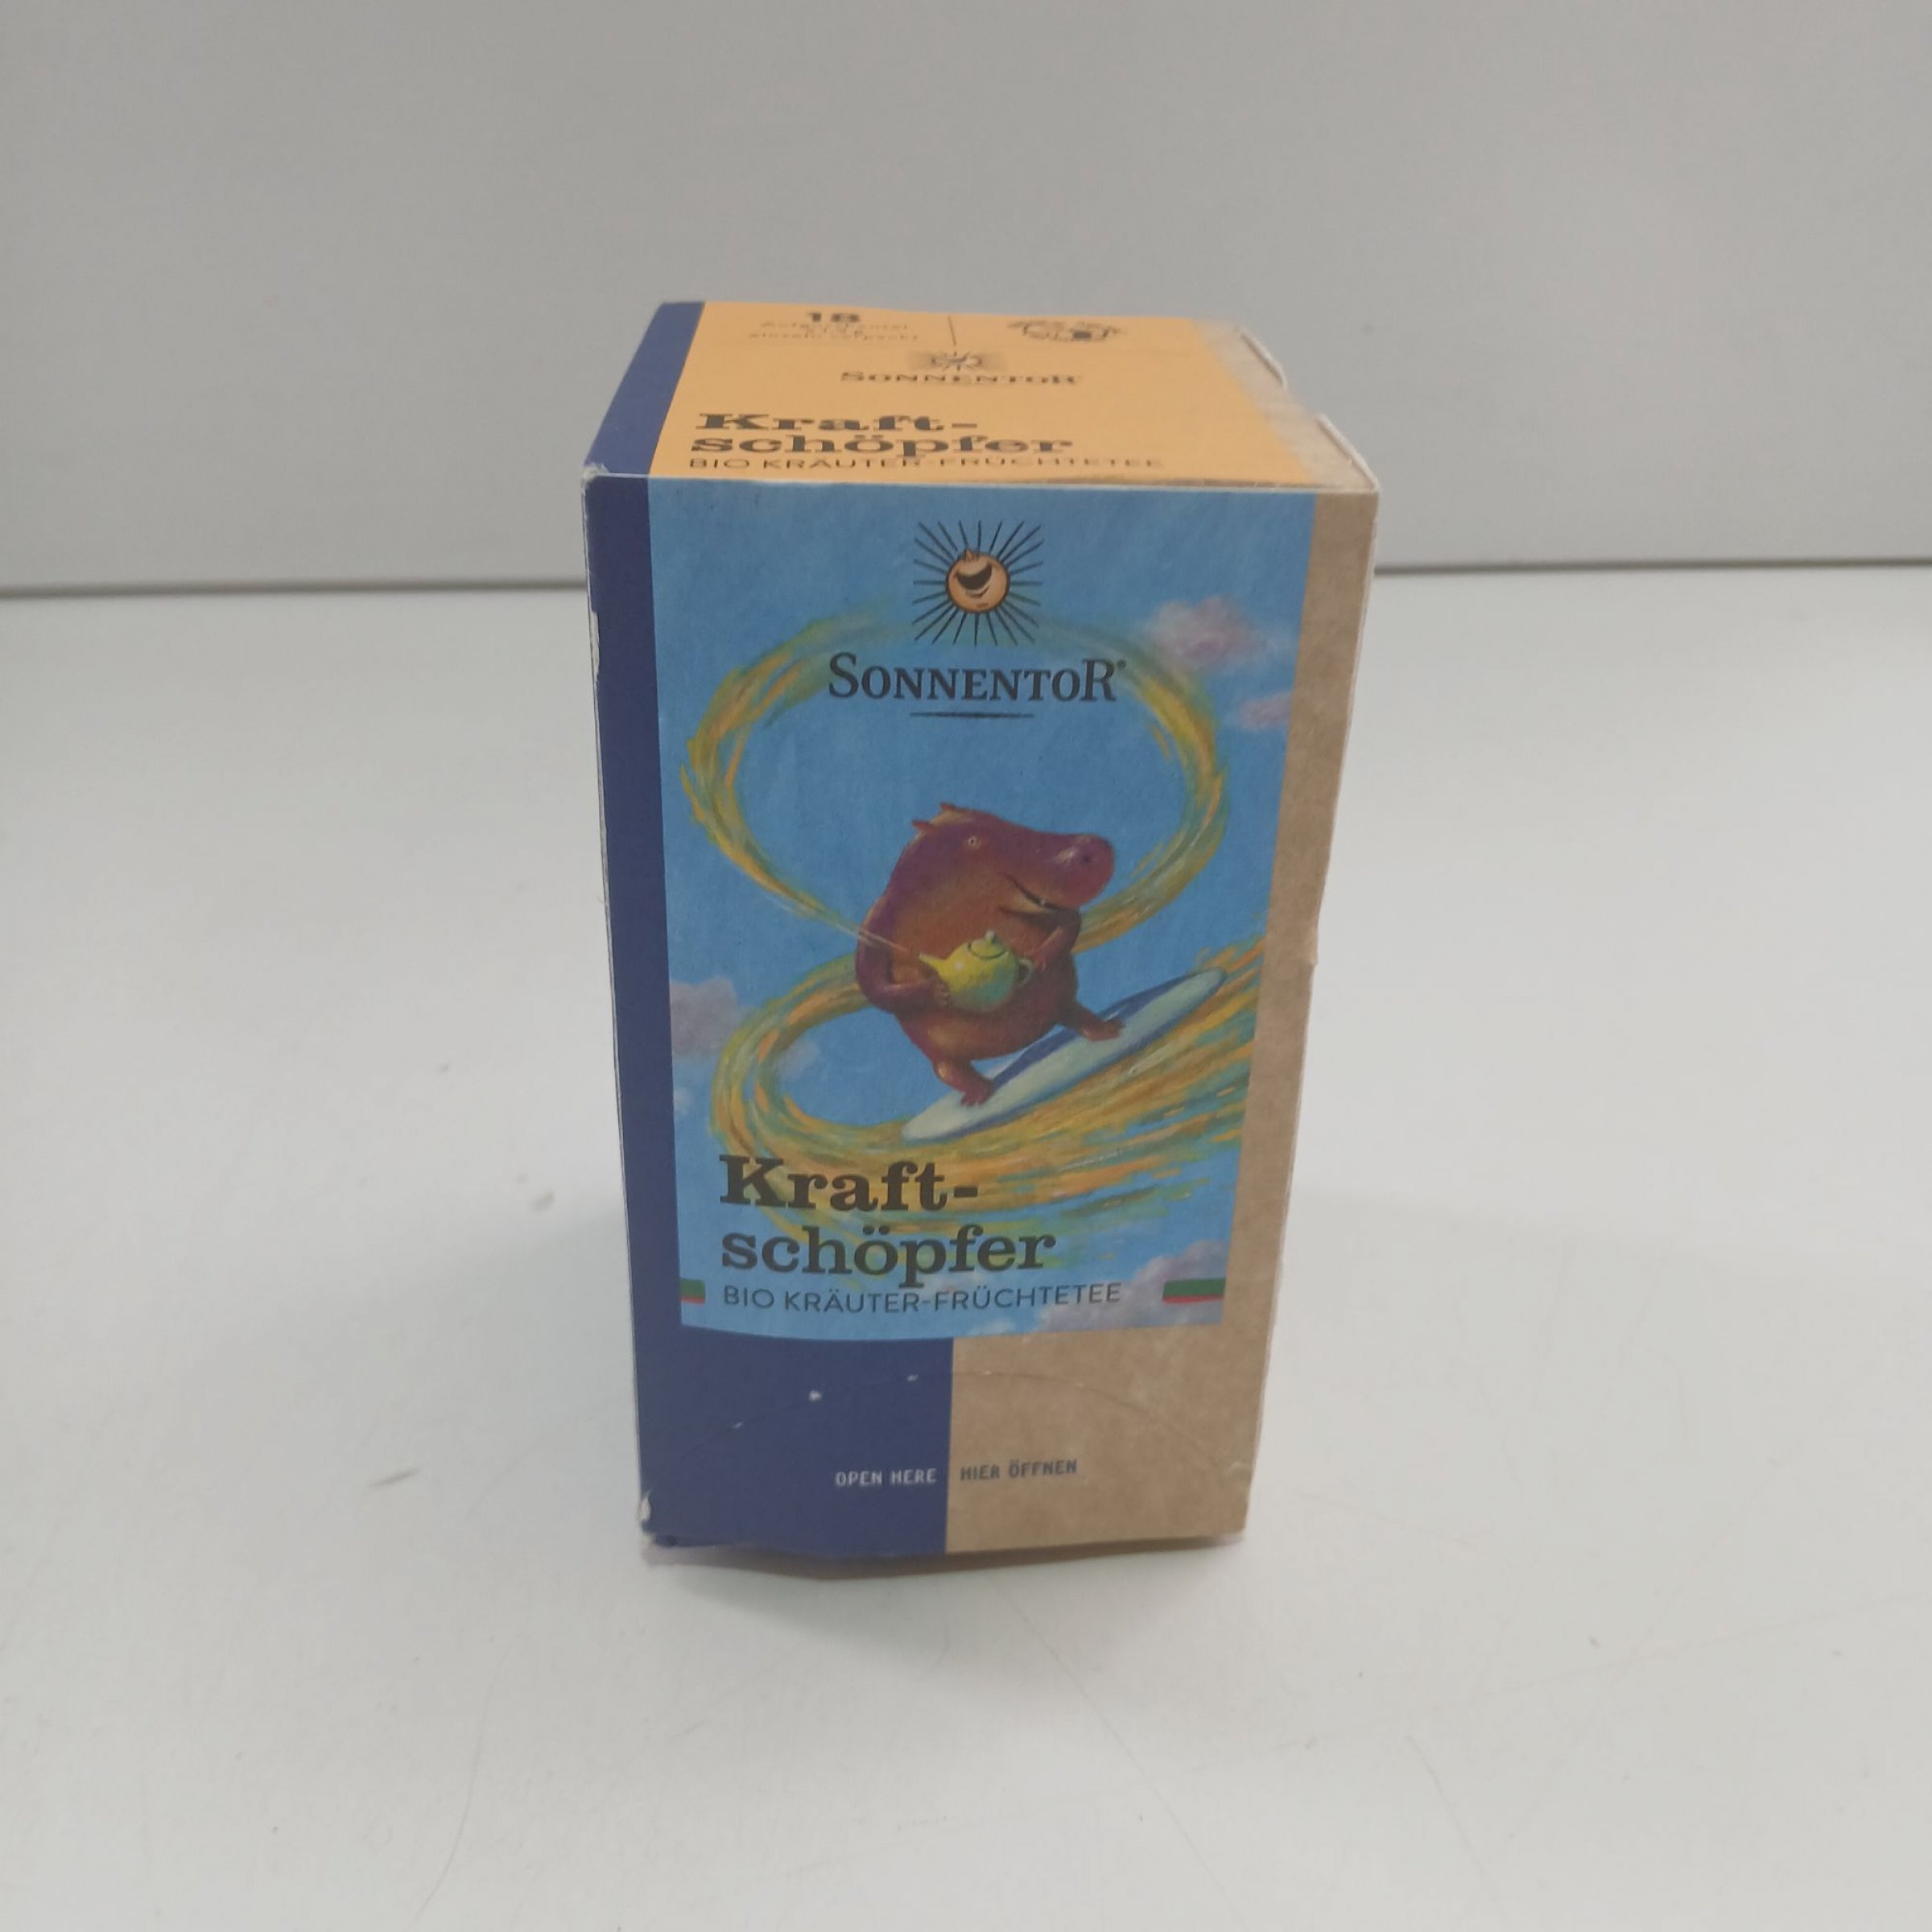 18
SONNENTOR
Kraft-
schöpfer
BIO KRÄUTER-FRÜCHTETEE
SONNENTOR®
Kraft-
schöpfer
BIO KRÄUTER-FRÜCHTETEE
OPEN HERE HIER ÖFFNEN